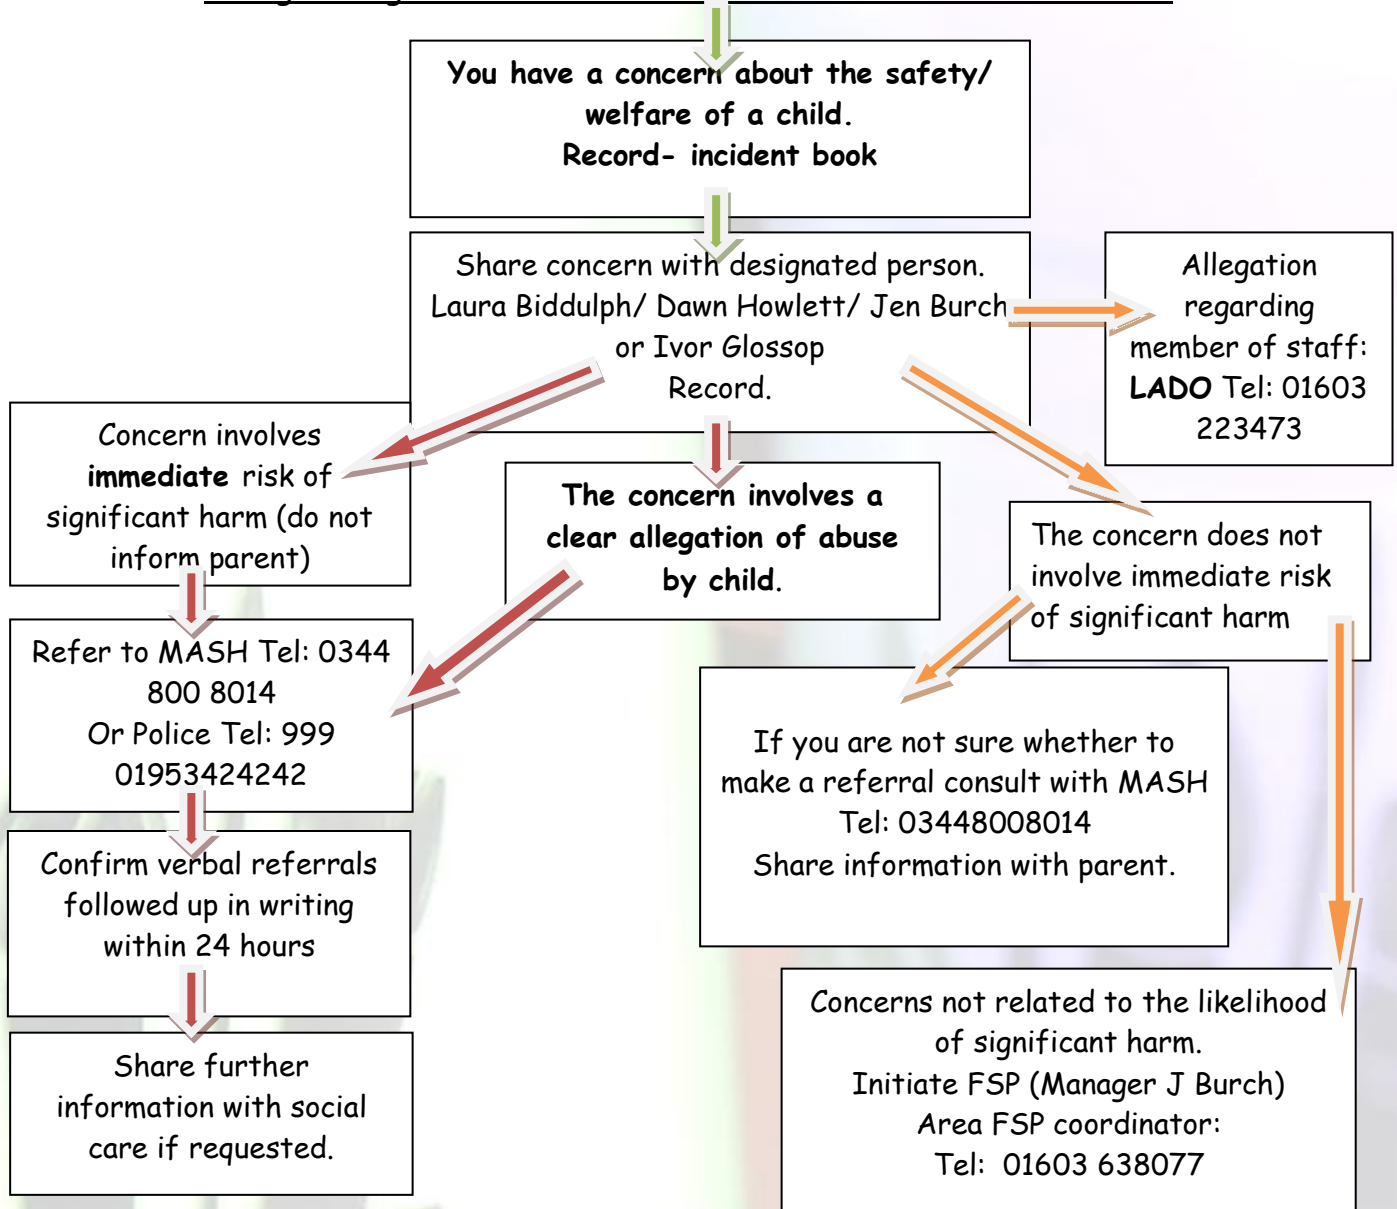 You have a concern about the safety/
welfare of a child.
Record- incident book
Share concern with designated person.
Laura Biddulph/ Dawn Howlett/ Jen Burch
or Ivor Glossop
Record.
Allegation
regarding
member of staff:
LADO Tel: 01603
223473
Concern involves
immediate risk of
significant harm (do not
inform parent)
The concern involves a
clear allegation of abuse
by child.
The concern does not
involve immediate risk
of significant harm
Refer to MASH Tel: 0344
800 8014
Or Police Tel: 999
01953424242
If you are not sure whether to
make a referral consult with MASH
Tel: 03448008014
Share information with parent.
Confirm verbal referrals
followed up in writing
within 24 hours
Concerns not related to the likelihood
of significant harm.
Initiate FSP (Manager J Burch)
Area FSP coordinator:
Tel: 01603 638077
Share further
information with social
care if requested.